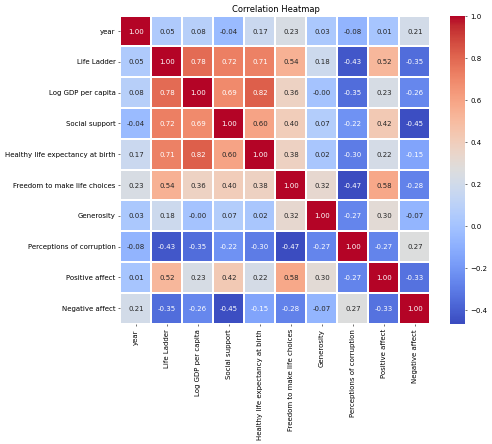 Correlation Heatmap
year 1.00 0.05 0.08 -0.04 0.17 0.23 0.03 -0.08 0.01 0.21
Life Ladder 0.05 1.00 0.78 0.72 0.71 0.54 0.18 -0.43 0.52 -0.35
Log GDP per capita 0.08 0.78 1.00 0.69 0.82 0.36 -0.00 -0.35 0.23 -0.26
Social support -0.04 0.72 0.69 1.00 0.60 0.40 0.07 -0.22 0.42 -0.45
Healthy life expectancy at birth 0.17 0.71 0.82 0.60 1.00 0.38 0.02 -0.30 0.22 -0.15
Freedom to make life choices 0.23 0.54 0.36 0.40 0.38 1.00 0.32 -0.47 0.58 -0.28
Generosity 0.03 0.18 -0.00 0.07 0.02 0.32 1.00 -0.27 0.30 -0.07
Perceptions of corruption -0.08 -0.43 -0.35 -0.22 -0.30 -0.47 -0.27 1.00 -0.27 0.27
Positive affect 0.01 0.52 0.23 0.42 0.22 0.58 0.30 -0.27 1.00 -0.33
Negative affect 0.21 -0.35 -0.26 -0.45 -0.15 -0.28 -0.07 0.27 -0.33 1.00
year
Life Ladder
Log GDP per capita
Social support
Healthy life expectancy at birth
Freedom to make life choices
Generosity
Perceptions of corruption
Positive affect
Negative affect
1.0
0.8
0.6
0.4
0.2
0.0
−0.2
−0.4